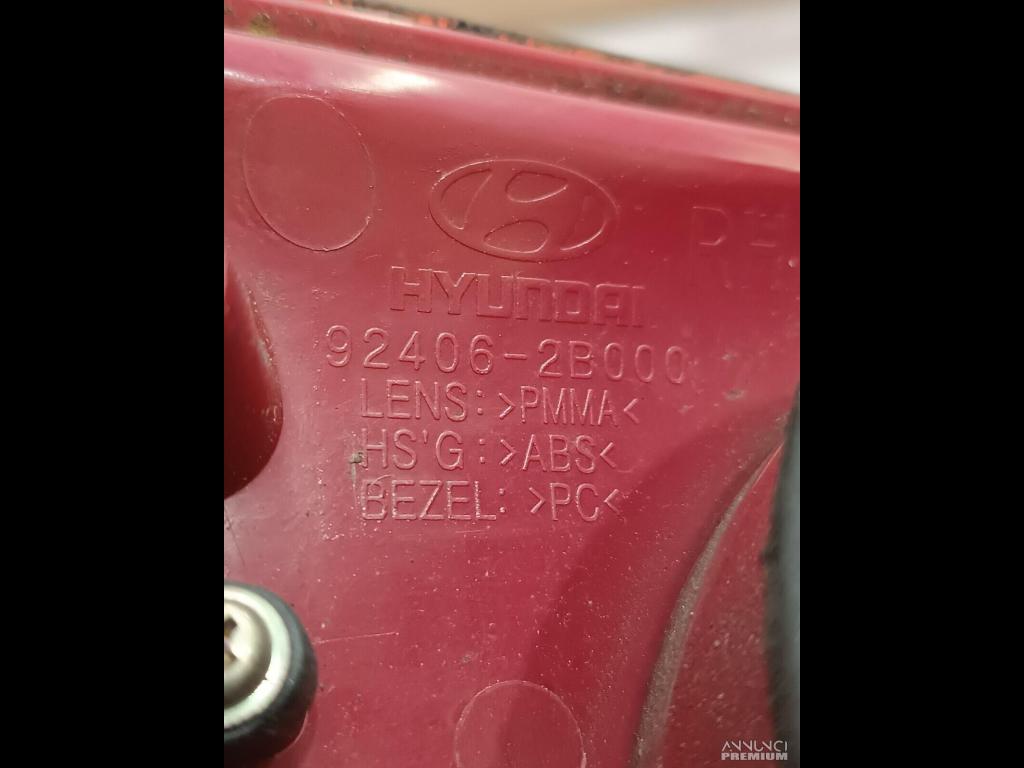 HYUNDAI
92406-2B000
LENS: >PMMA<
HS'G: >ABS<
BEZEL: >PC<
ANNUNCI
PREMIUM